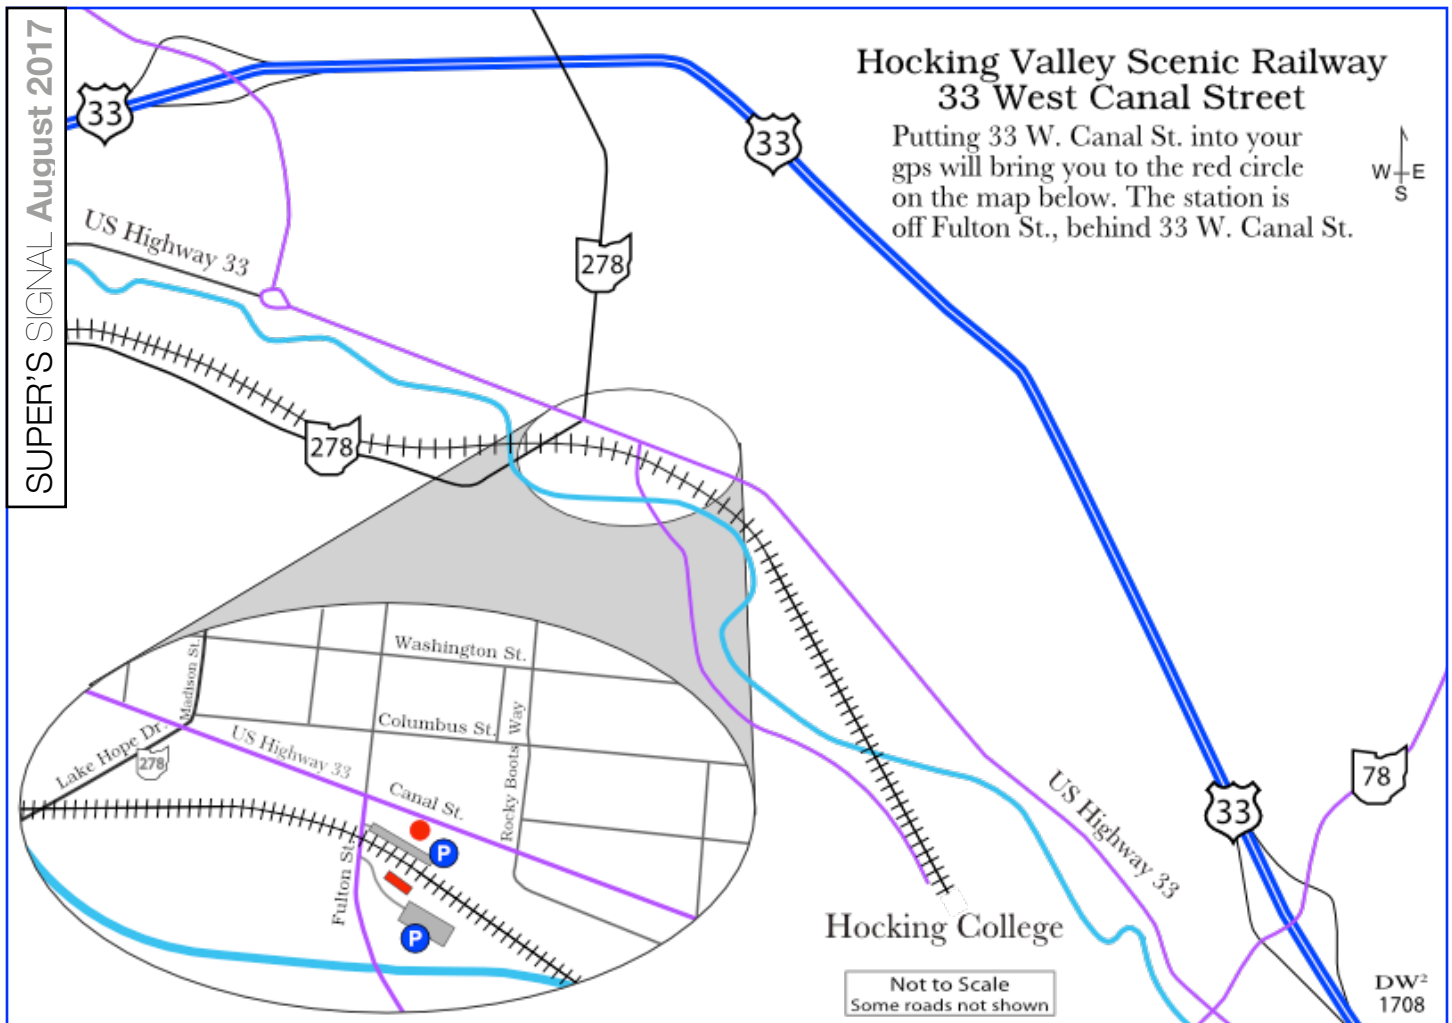 SUPER'S SIGNAL August 2017
Hocking Valley Scenic Railway
33 West Canal Street
Putting 33 W. Canal St. into your
gps will bring you to the red circle
on the map below. The station is
off Fulton St., behind 33 W. Canal St.
W E
S
33
33
278
US Highway 33
278
Washington St.
Madison St.
Columbus St.
Rocky Boots Way
US Highway 33
Lake Hope Dr.
278
Canal St.
P
Fulton St.
P
US Highway 33
33
78
Hocking College
Not to Scale
Some roads not shown
DW²
1708